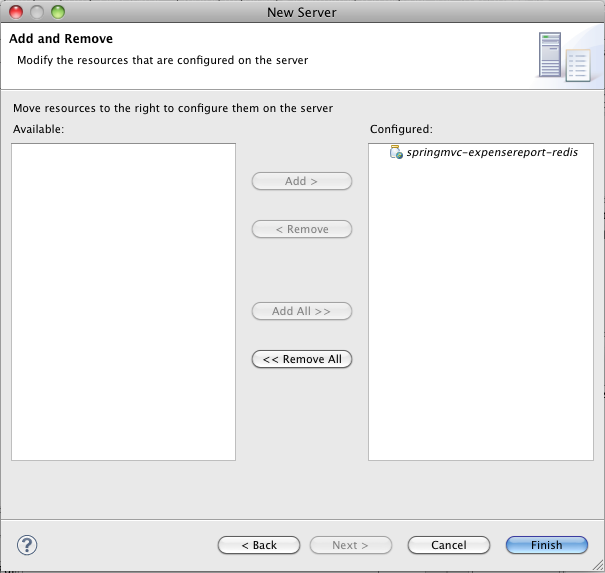 New Server
Add and Remove
Modify the resources that are configured on the server
Move resources to the right to configure them on the server
Available:
Configured:
springmvc-expensereport-redis
Add >
< Remove
Add All >>
<< Remove All
?
< Back
Next >
Cancel
Finish